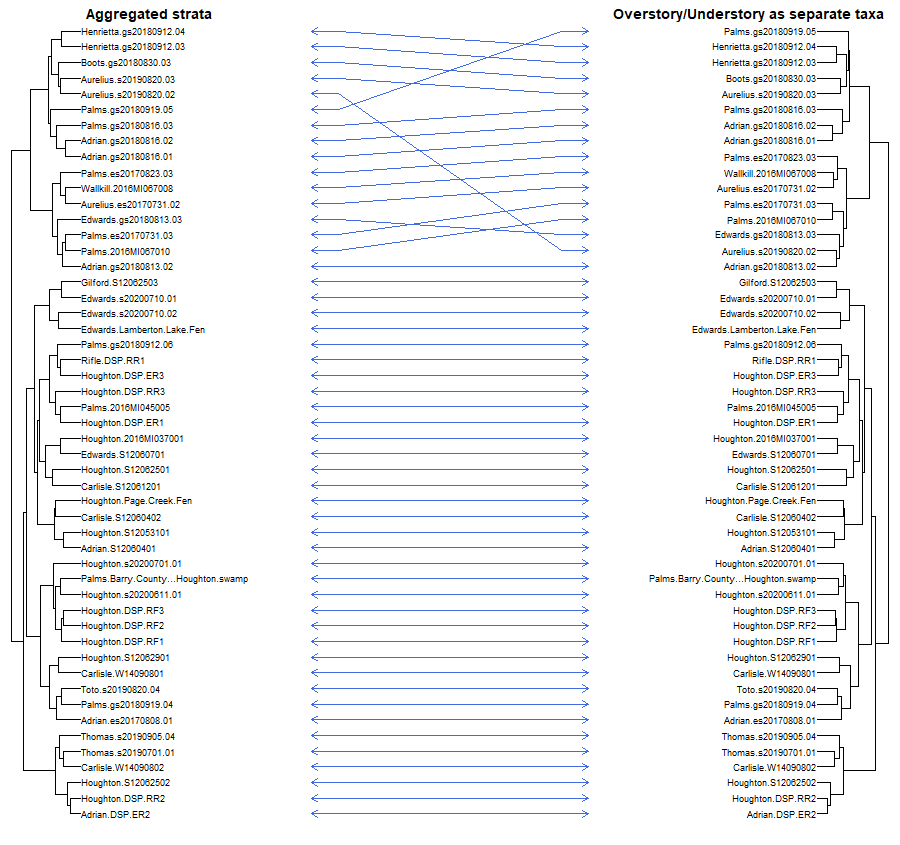 Aggregated strata
Henrietta.gs20180912.04
Henrietta.gs20180912.03
Boots.gs20180830.03
Aurelius.s20190820.03
Aurelius.s20190820.02
Palms.gs20180919.05
Palms.gs20180816.03
Adrian.gs20180816.02
Adrian.gs20180816.01
Palms.es20170823.03
Wallkill.2016MI067008
Aurelius.es20170731.02
Edwards.gs20180813.03
Palms.es20170731.03
Palms.2016MI067010
Adrian.gs20180813.02
Gilford.S12062503
Edwards.s20200710.01
Edwards.s20200710.02
Edwards.Lamberton.Lake.Fen
Palms.gs20180912.06
Rifle.DSP.RR1
Houghton.DSP.ER3
Houghton.DSP.RR3
Palms.2016MI045005
Houghton.DSP.ER1
Houghton.2016MI037001
Edwards.S12060701
Houghton.S12062501
Carlisle.S12061201
Houghton.Page.Creek.Fen
Carlisle.S12060402
Houghton.S12053101
Adrian.S12060401
Houghton.s20200701.01
Palms.Barry.County...Houghton.swamp
Houghton.s20200611.01
Houghton.DSP.RF3
Houghton.DSP.RF2
Houghton.DSP.RF1
Houghton.S12062901
Carlisle.W14090801
Toto.s20190820.04
Palms.gs20180919.04
Adrian.es20170808.01
Thomas.s20190905.04
Thomas.s20190701.01
Carlisle.W14090802
Houghton.S12062502
Houghton.DSP.RR2
Adrian.DSP.ER2
Overstory/Understory as separate taxa
Palms.gs20180919.05
Henrietta.gs20180912.04
Henrietta.gs20180912.03
Boots.gs20180830.03
Aurelius.s20190820.03
Palms.gs20180816.03
Adrian.gs20180816.02
Adrian.gs20180816.01
Palms.es20170823.03
Wallkill.2016MI067008
Aurelius.es20170731.02
Palms.es20170731.03
Palms.2016MI067010
Edwards.gs20180813.03
Aurelius.s20190820.02
Adrian.gs20180813.02
Gilford.S12062503
Edwards.s20200710.01
Edwards.s20200710.02
Edwards.Lamberton.Lake.Fen
Palms.gs20180912.06
Rifle.DSP.RR1
Houghton.DSP.ER3
Houghton.DSP.RR3
Palms.2016MI045005
Houghton.DSP.ER1
Houghton.2016MI037001
Edwards.S12060701
Houghton.S12062501
Carlisle.S12061201
Houghton.Page.Creek.Fen
Carlisle.S12060402
Houghton.S12053101
Adrian.S12060401
Houghton.s20200701.01
Palms.Barry.County...Houghton.swamp
Houghton.s20200611.01
Houghton.DSP.RF3
Houghton.DSP.RF2
Houghton.DSP.RF1
Houghton.S12062901
Carlisle.W14090801
Toto.s20190820.04
Palms.gs20180919.04
Adrian.es20170808.01
Thomas.s20190905.04
Thomas.s20190701.01
Carlisle.W14090802
Houghton.S12062502
Houghton.DSP.RR2
Adrian.DSP.ER2